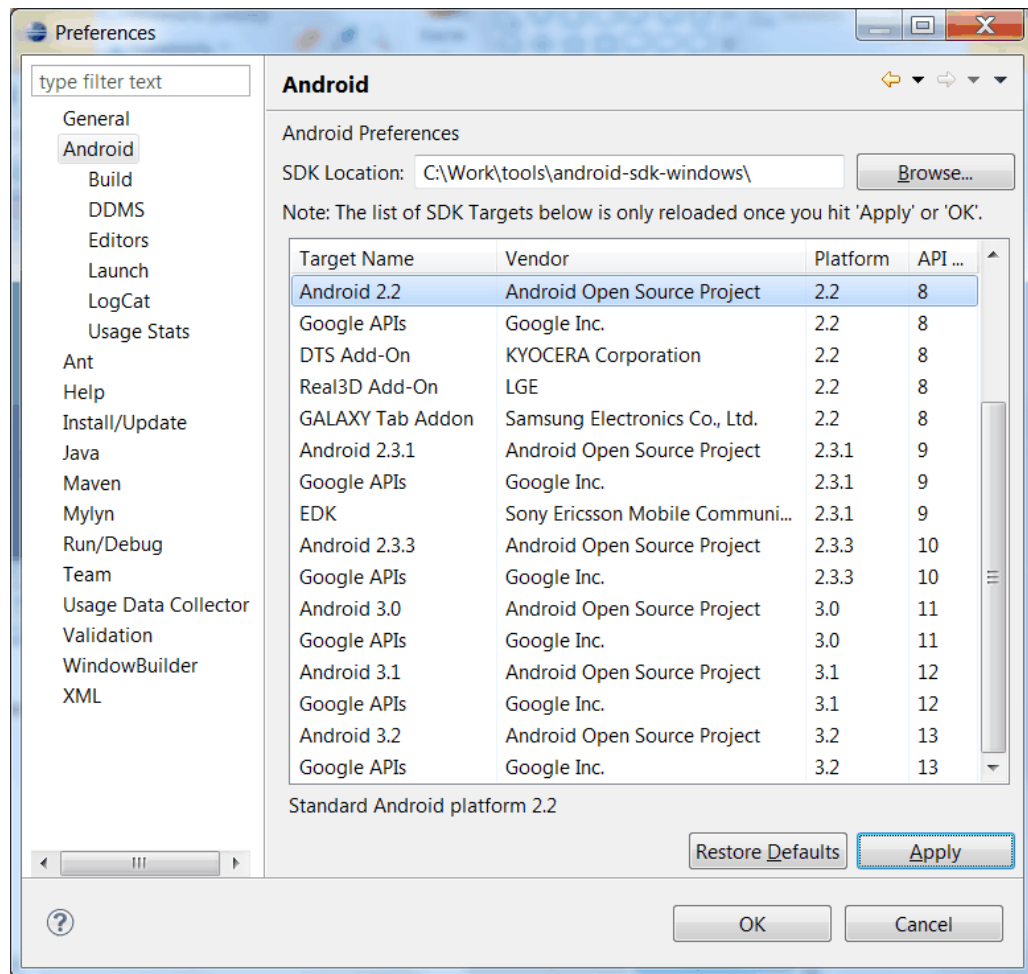 Preferences
type filter text
General
Android
Build
DDMS
Editors
Launch
LogCat
Usage Stats
Ant
Help
Install/Update
Java
Maven
Mylyn
Run/Debug
Team
Usage Data Collector
Validation
WindowBuilder
XML
Android
Android Preferences
SDK Location: C:\Work\tools\android-sdk-windows\ Browse...
Note: The list of SDK Targets below is only reloaded once you hit 'Apply' or 'OK'.
Target Name Vendor Platform API ...
Android 2.2 Android Open Source Project 2.2 8
Google APIs Google Inc. 2.2 8
DTS Add-On KYOCERA Corporation 2.2 8
Real3D Add-On LGE 2.2 8
GALAXY Tab Addon Samsung Electronics Co., Ltd. 2.2 8
Android 2.3.1 Android Open Source Project 2.3.1 9
Google APIs Google Inc. 2.3.1 9
EDK Sony Ericsson Mobile Communi... 2.3.1 9
Android 2.3.3 Android Open Source Project 2.3.3 10
Google APIs Google Inc. 2.3.3 10
Android 3.0 Android Open Source Project 3.0 11
Google APIs Google Inc. 3.0 11
Android 3.1 Android Open Source Project 3.1 12
Google APIs Google Inc. 3.1 12
Android 3.2 Android Open Source Project 3.2 13
Google APIs Google Inc. 3.2 13
Standard Android platform 2.2
Restore Defaults Apply
OK Cancel